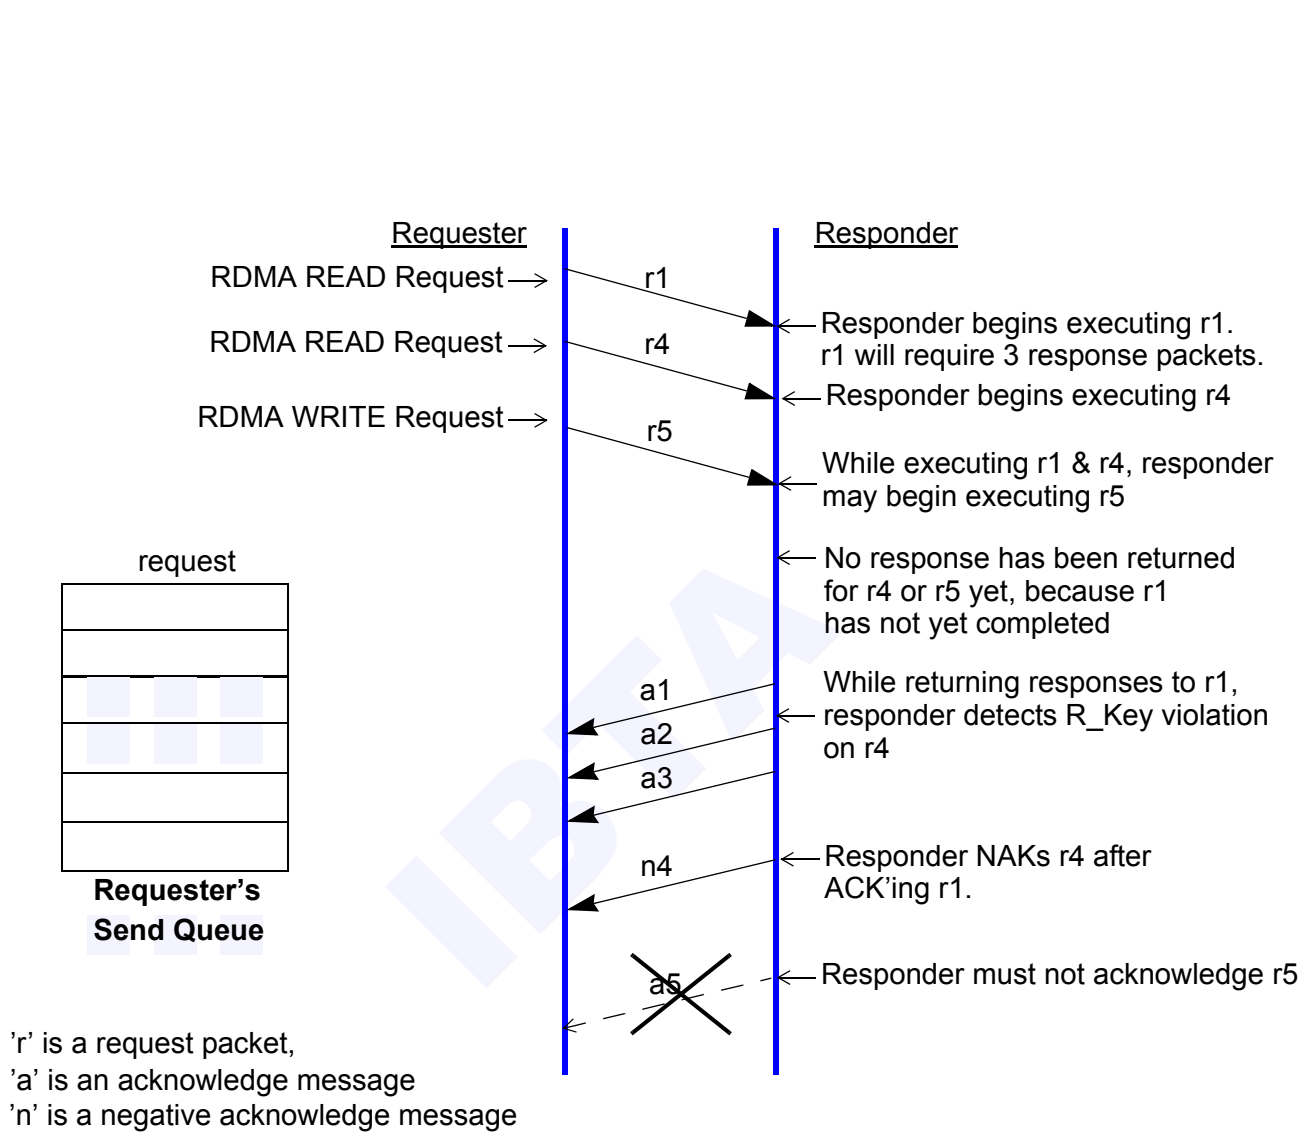 Requester
Responder
RDMA READ Request
r1
Responder begins executing r1.
r1 will require 3 response packets.
RDMA READ Request
r4
Responder begins executing r4
RDMA WRITE Request
r5
While executing r1 & r4, responder
may begin executing r5
request
No response has been returned
for r4 or r5 yet, because r1
has not yet completed
a1
While returning responses to r1,
responder detects R_Key violation
on r4
a2
a3
n4
Responder NAKs r4 after
ACK’ing r1.
Requester’s
Send Queue
a5
Responder must not acknowledge r5
’r’ is a request packet,
’a’ is an acknowledge message
’n’ is a negative acknowledge message
IBTA